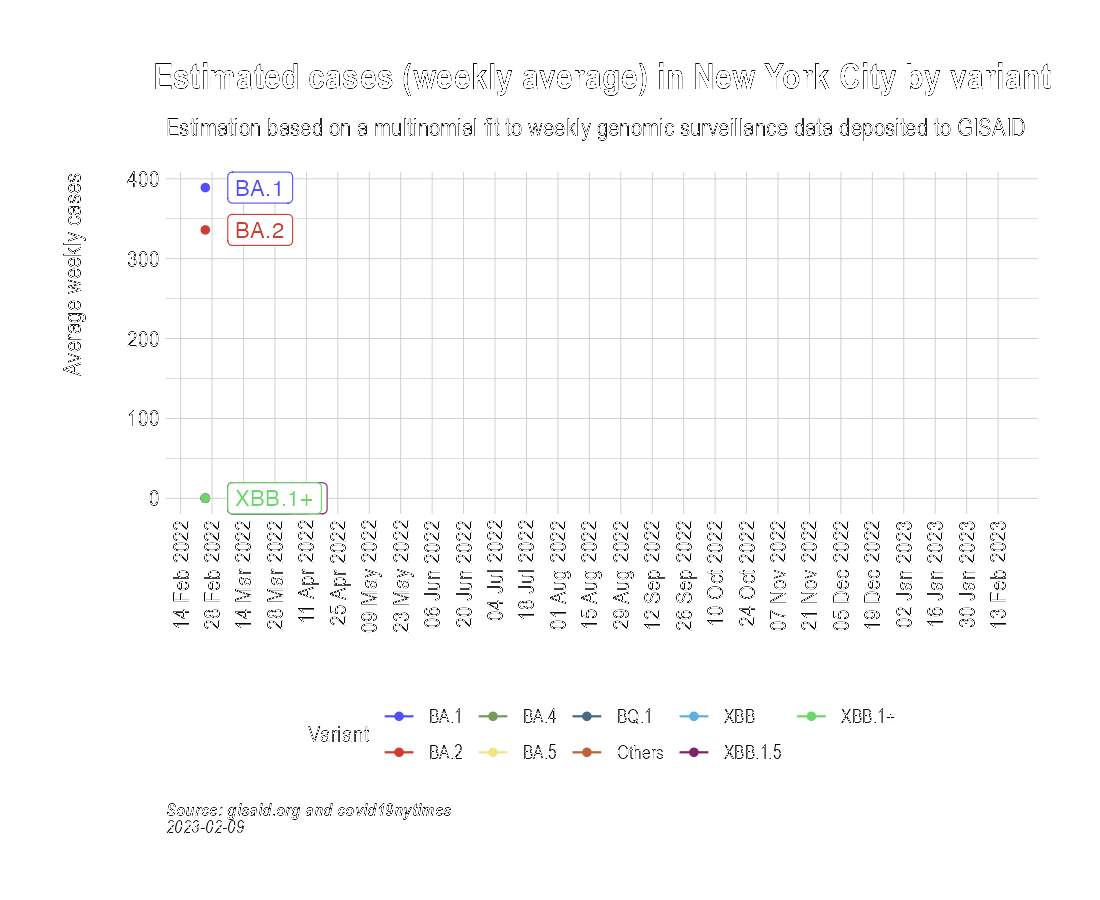 Estimated cases (weekly average) in New York City by variant
Estimation based on a multinomial fit to weekly genomic surveillance data deposited to GISAID
Average weekly cases
400
300
200
100
0
BA.1
BA.2
XBB.1+
14 Feb 2022
28 Feb 2022
14 Mar 2022
28 Mar 2022
11 Apr 2022
25 Apr 2022
09 May 2022
23 May 2022
06 Jun 2022
20 Jun 2022
04 Jul 2022
18 Jul 2022
01 Aug 2022
15 Aug 2022
29 Aug 2022
12 Sep 2022
26 Sep 2022
10 Oct 2022
24 Oct 2022
07 Nov 2022
21 Nov 2022
05 Dec 2022
19 Dec 2022
02 Jan 2023
16 Jan 2023
30 Jan 2023
13 Feb 2023
Variant
BA.1
BA.4
BQ.1
XBB
XBB.1+
BA.2
BA.5
Others
XBB.1.5
Source: gisaid.org and covid19nytimes
2023-02-09